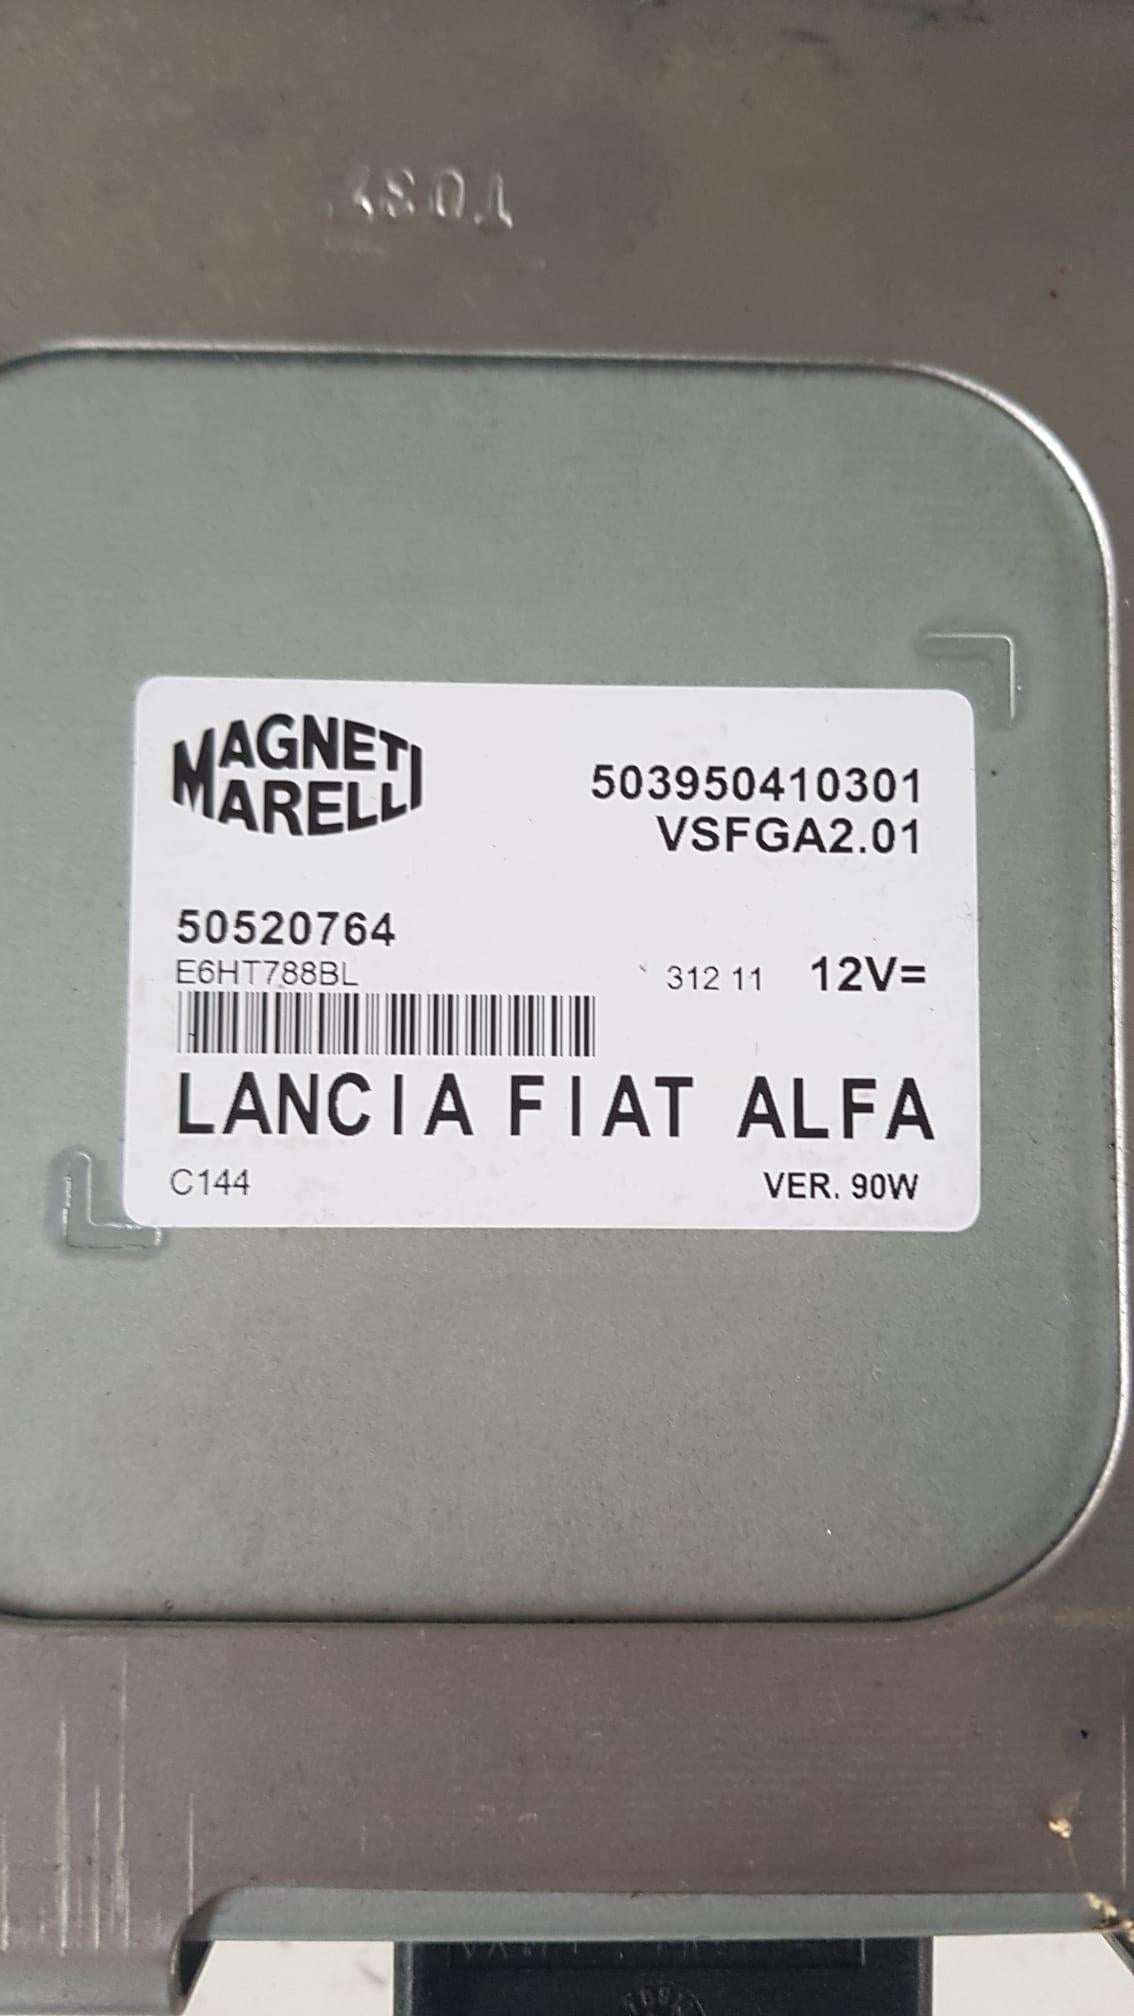 MAGNETI
MARELLI
503950410301
VSFGA2.01
50520764
E6HT788BL
312 11 12V=
LANCIA FIAT ALFA
C144 VER. 90W